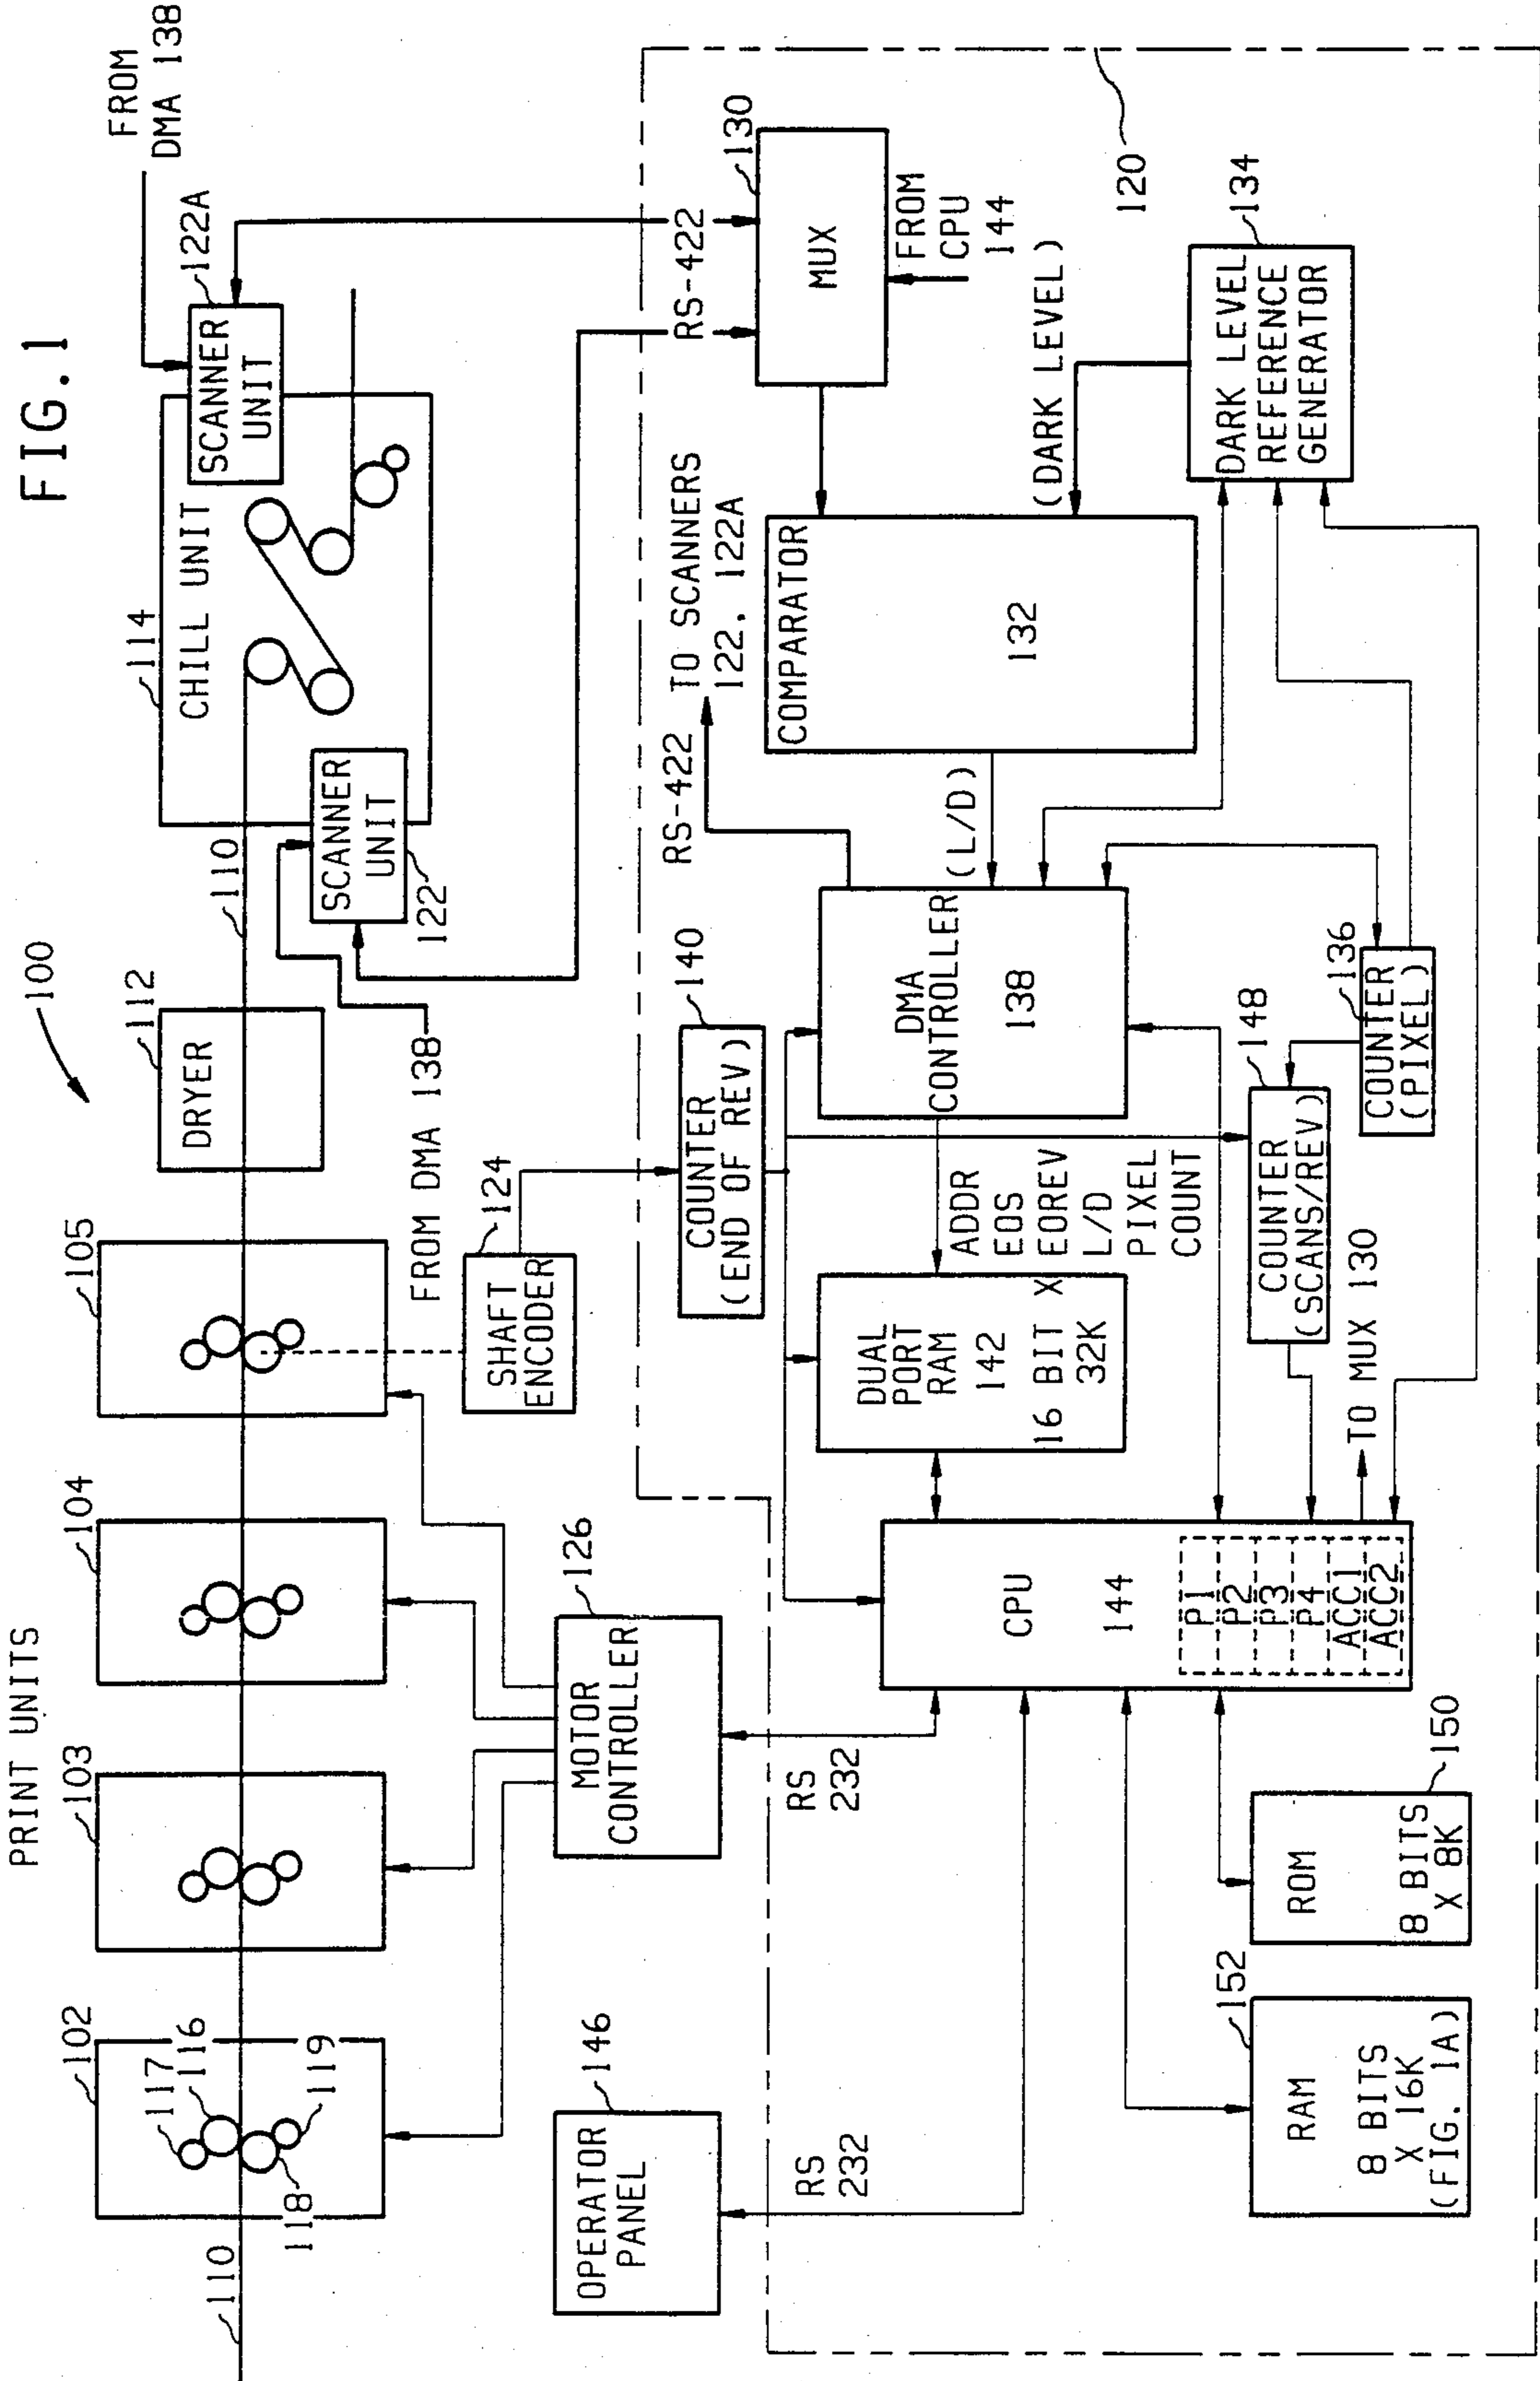 FIG.1
PRINT UNITS
100
FROM
DMA 138
102
117
116
118
119
110
103
104
105
112
DRYER
110
114
CHILL UNIT
SCANNER
UNIT
122
122A
SCANNER
UNIT
FROM DMA 138
124
SHAFT
ENCODER
126
MOTOR
CONTROLLER
146
OPERATOR
PANEL
RS
232
RS
232
140
COUNTER
(END OF REV)
RS-422
TO SCANNERS
122, 122A
RS-422
RS-422
130
MUX
FROM
CPU
144
120
COMPARATOR
132
(DARK LEVEL)
134
DARK LEVEL
REFERENCE
GENERATOR
(L/D)
DMA
CONTROLLER
138
ADDR
EOS
EOREV
L/D
PIXEL
COUNT
DUAL
PORT
RAM
142
16 BIT X
32K
148
COUNTER
(SCANS/REV)
136
COUNTER
(PIXEL)
TO MUX 130
CPU
144
P1
P2
P3
P4
ACC1
ACC2
150
ROM
8 BITS
X 8K
152
RAM
8 BITS
X 16K
(FIG. 1A)